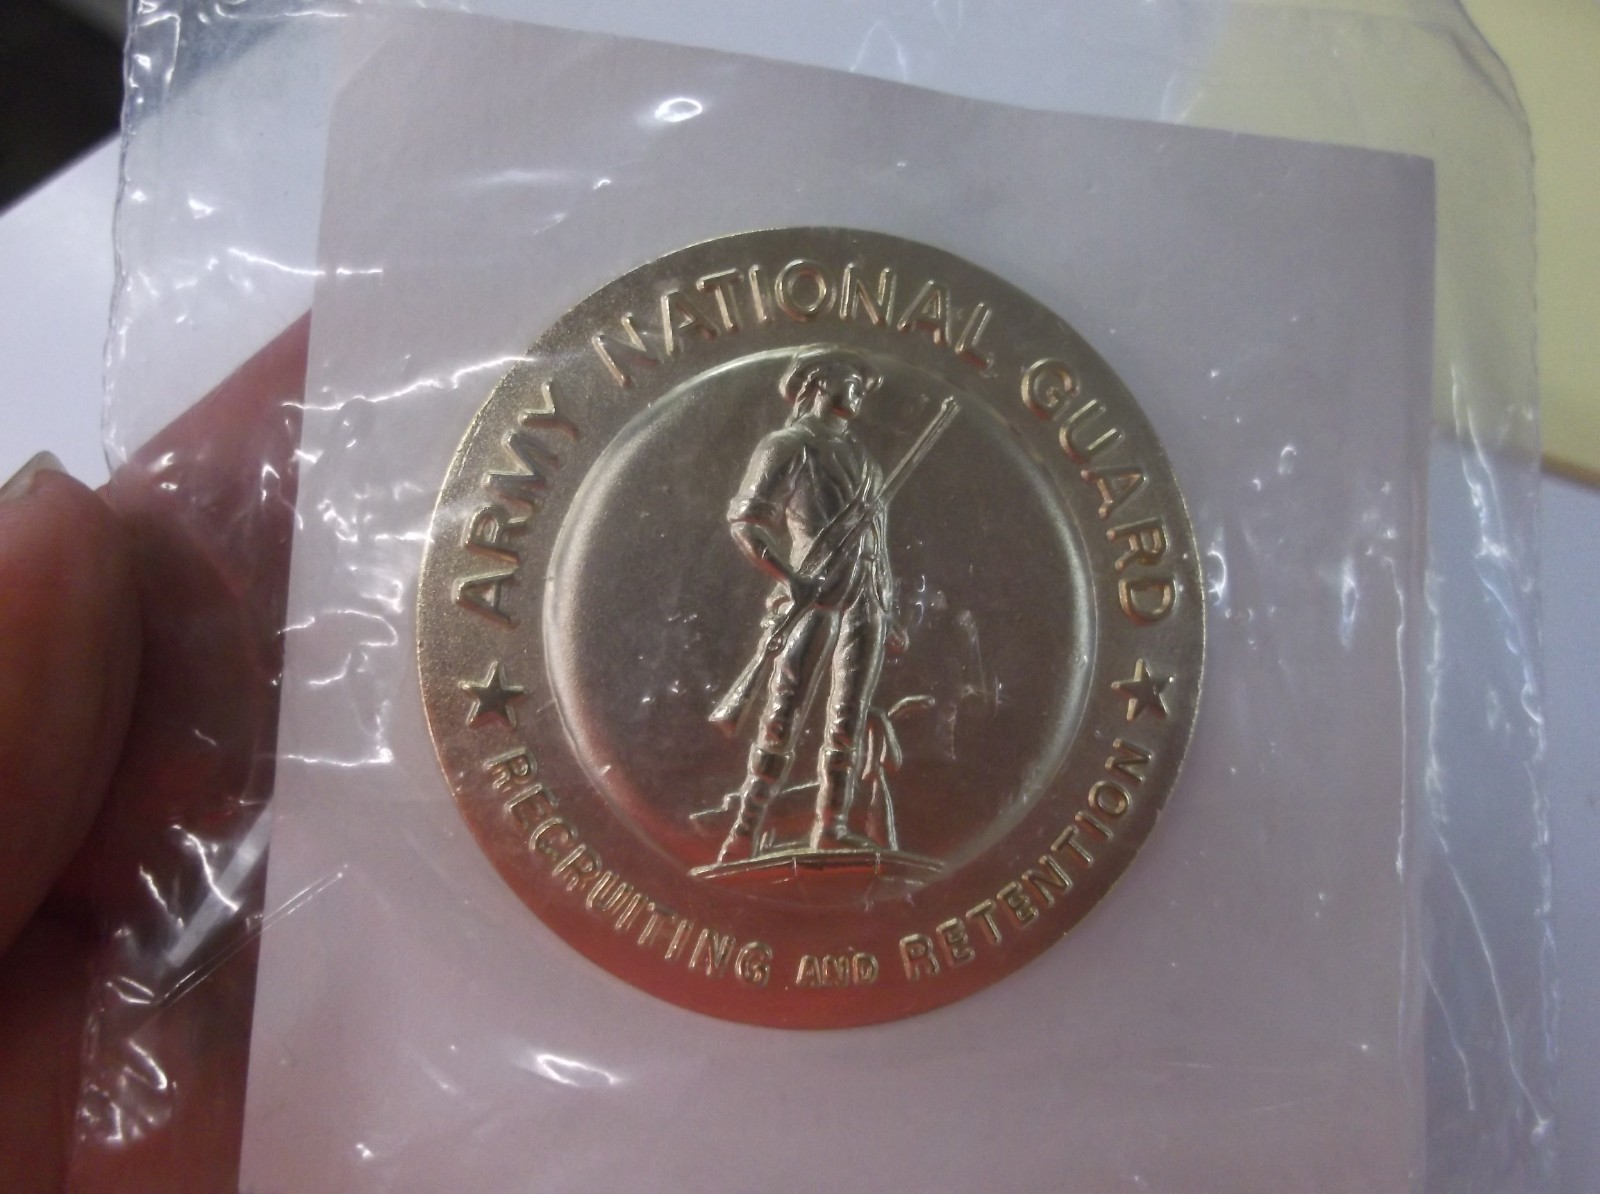 ARMY NATIONAL GUARD
RECRUITING AND RETENTION